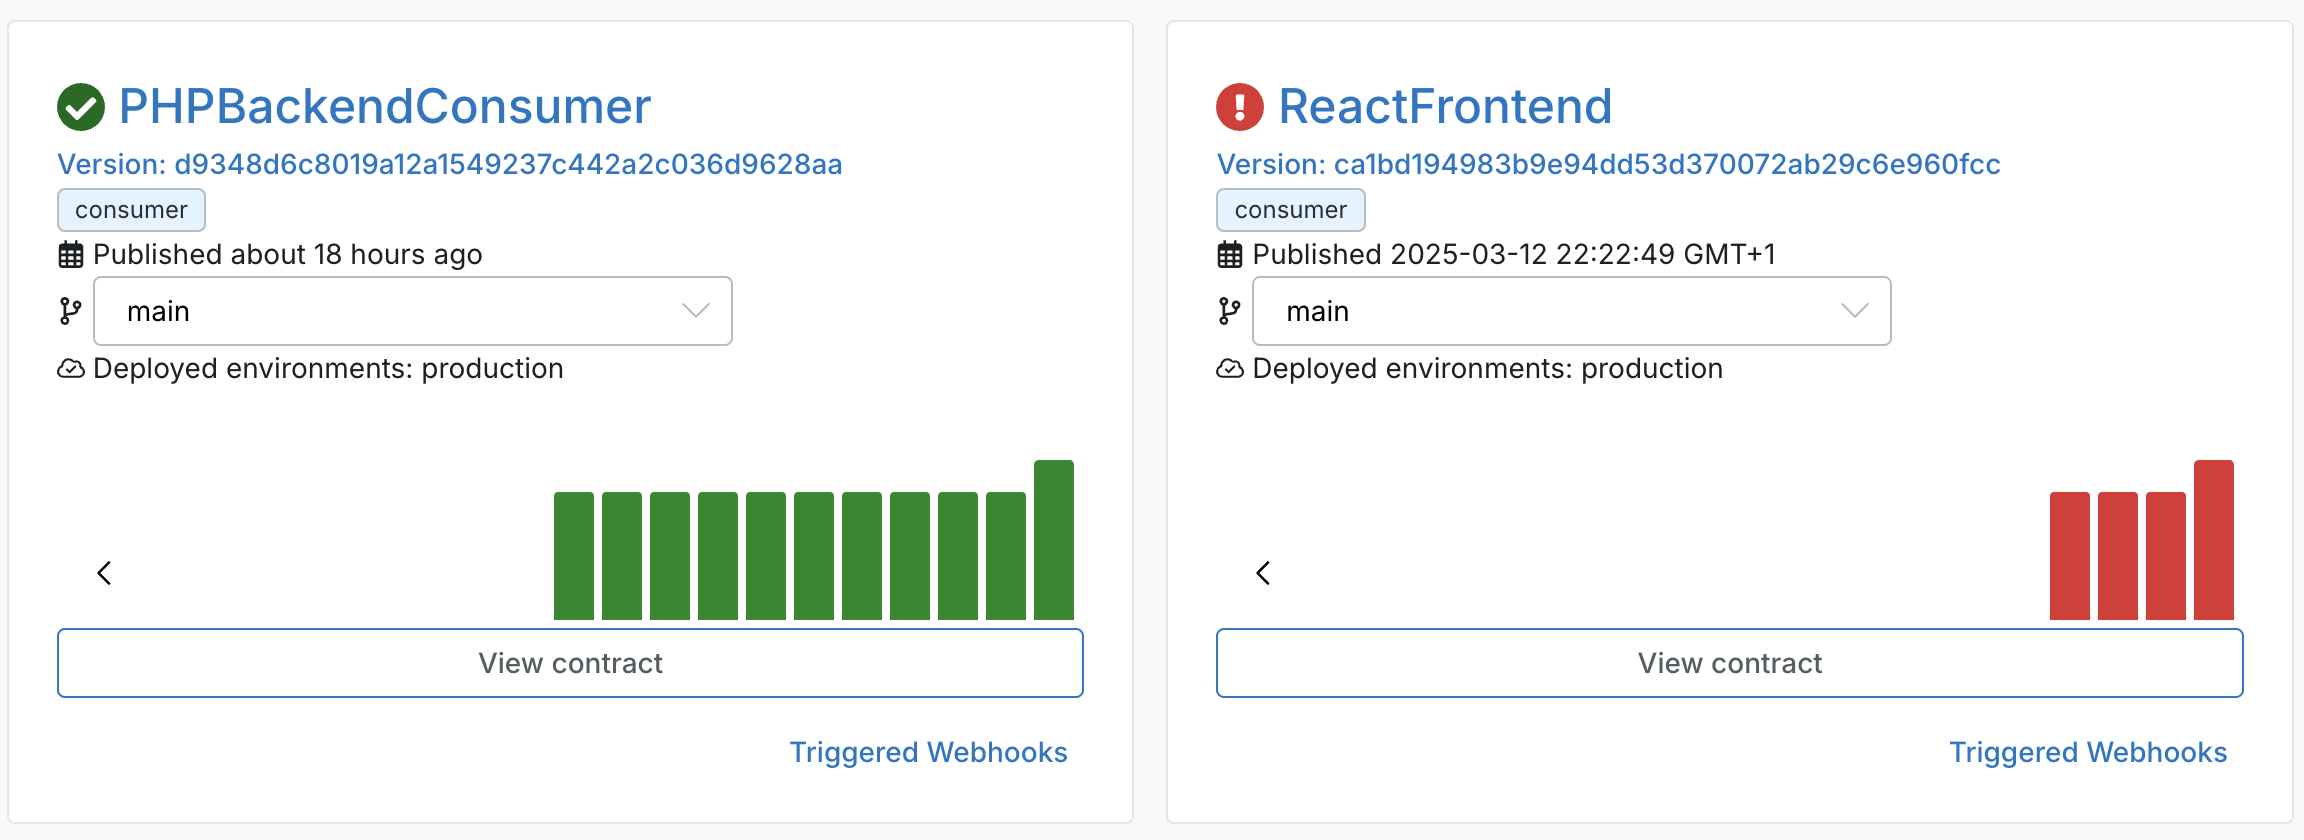 PHPBackendConsumer
Version: d9348d6c8019a12a1549237c442a2c036d9628aa
consumer
Published about 18 hours ago
main
Deployed environments: production
View contract
Triggered Webhooks
ReactFrontend
Version: ca1bd194983b9e94dd53d370072ab29c6e960fcc
consumer
Published 2025-03-12 22:22:49 GMT+1
main
Deployed environments: production
View contract
Triggered Webhooks